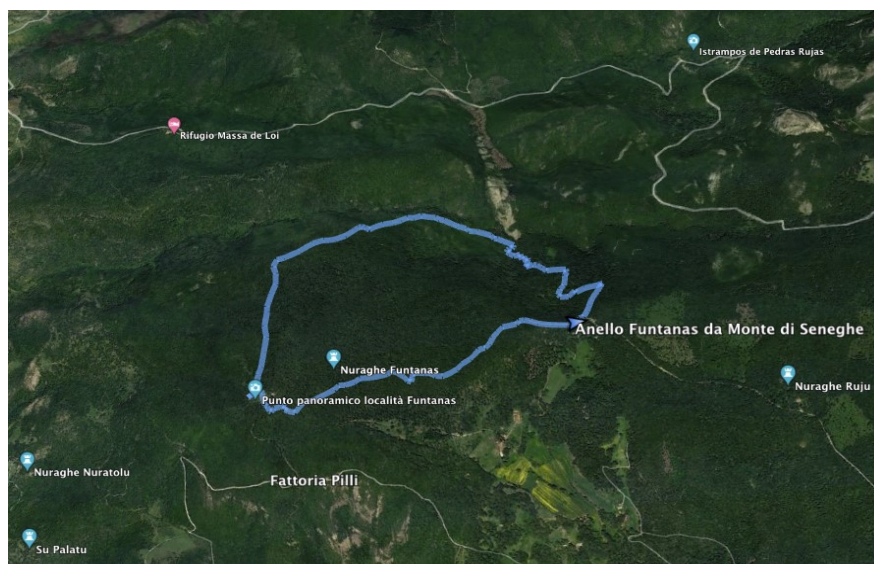 Istrampos de Pedras Rujas
Rifugio Massa de Loi
Anello Funtanas da Monte di Seneghe
Nuraghe Funtanas
Nuraghe Ruju
Punto panoramico località Funtanas
Nuraghe Nuratolu
Fattoria Pilli
Su Palatu